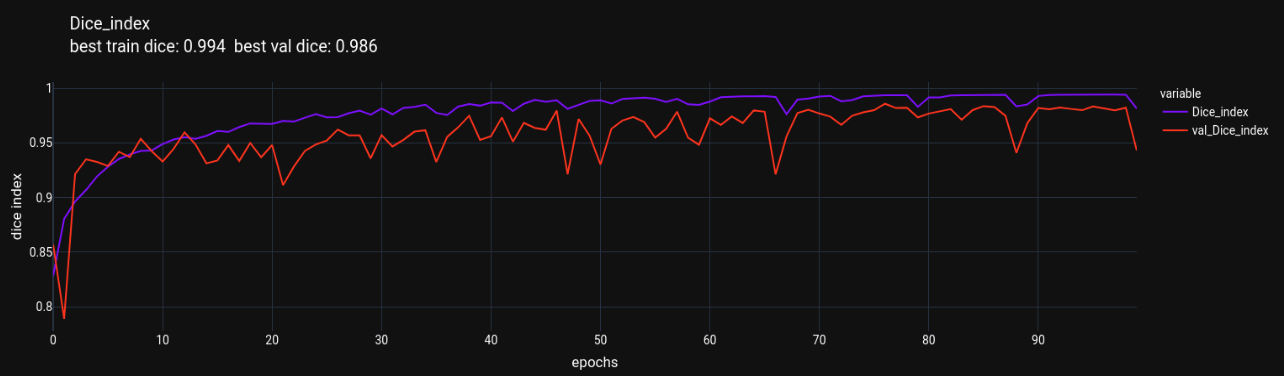 Dice_index
best train dice: 0.994  best val dice: 0.986
1
0.95
0.9
0.85
0.8
dice index
0 10 20 30 40 50 60 70 80 90
epochs
variable
Dice_index
val_Dice_index